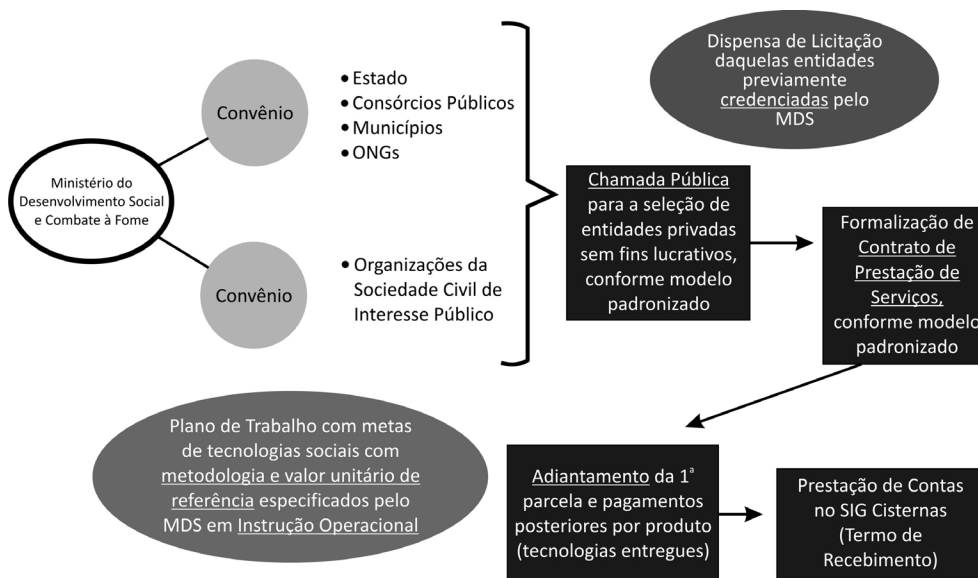 Ministério do
Desenvolvimento Social
e Combate à Fome
Convênio
• Estado
• Consórcios Públicos
• Municípios
• ONGs
Convênio
• Organizações da
Sociedade Civil de
Interesse Público
Dispensa de Licitação
daquelas entidades
previamente
credenciadas pelo
MDS
Chamada Pública
para a seleção de
entidades privadas
sem fins lucrativos,
conforme modelo
padronizado
Formalização de
Contrato de
Prestação de
Serviços,
conforme modelo
padronizado
Plano de Trabalho com metas
de tecnologias sociais com
metodologia e valor unitário de
referência especificados pelo
MDS em Instrução Operacional
Adiantamento da 1ª
parcela e pagamentos
posteriores por produto
(tecnologias entregues)
Prestação de Contas
no SIG Cisternas
(Termo de
Recebimento)